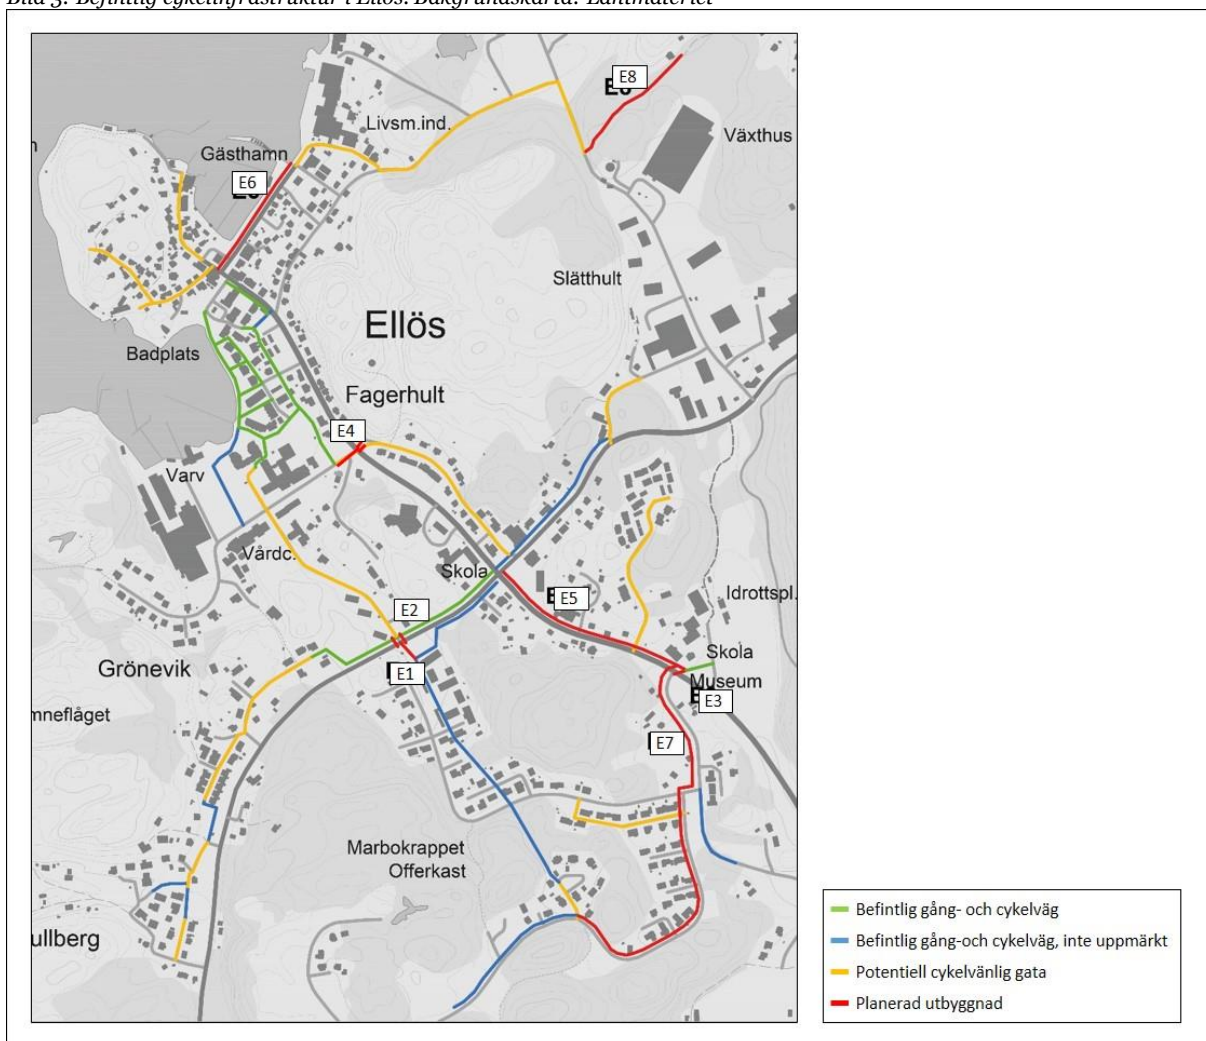 Bild 3: Befintlig cykelinfrastruktur i Ellös. Bakgrundskarta: Lantmäteriet
E8
Livsm.ind.
Växthus
Gästhamn
E6
Slätthult
Ellös
Badplats
Fagerhult
E4
Varv
Vårdc.
Skola
Idrottspl.
E5
E2
Skola
Grönevik
E1
Museum
E3
mneflåget
E7
Marbokrappet
Offerkast
ullberg
Befintlig gång- och cykelväg
Befintlig gång-och cykelväg, inte uppmärkt
Potentiell cykelvänlig gata
Planerad utbyggnad